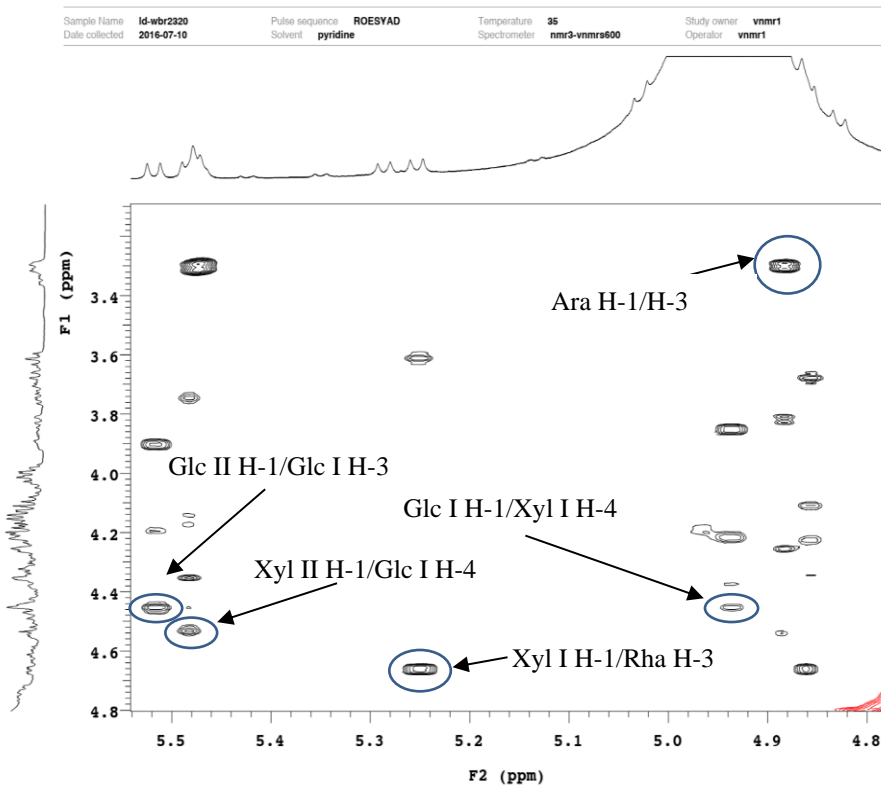 Sample Name ld-wbr2320 Pulse sequence ROESYAD Temperature 35 Study owner vnmr1
Date collected 2016-07-10 Solvent pyridine Spectrometer nmr3-vnmrs600 Operator vnmr1
F1 (ppm)
3.4
3.6
3.8
4.0
4.2
4.4
4.6
4.8
Ara H-1/H-3
Glc II H-1/Glc I H-3
Glc I H-1/Xyl I H-4
Xyl II H-1/Glc I H-4
Xyl I H-1/Rha H-3
5.5 5.4 5.3 5.2 5.1 5.0 4.9 4.8
F2 (ppm)